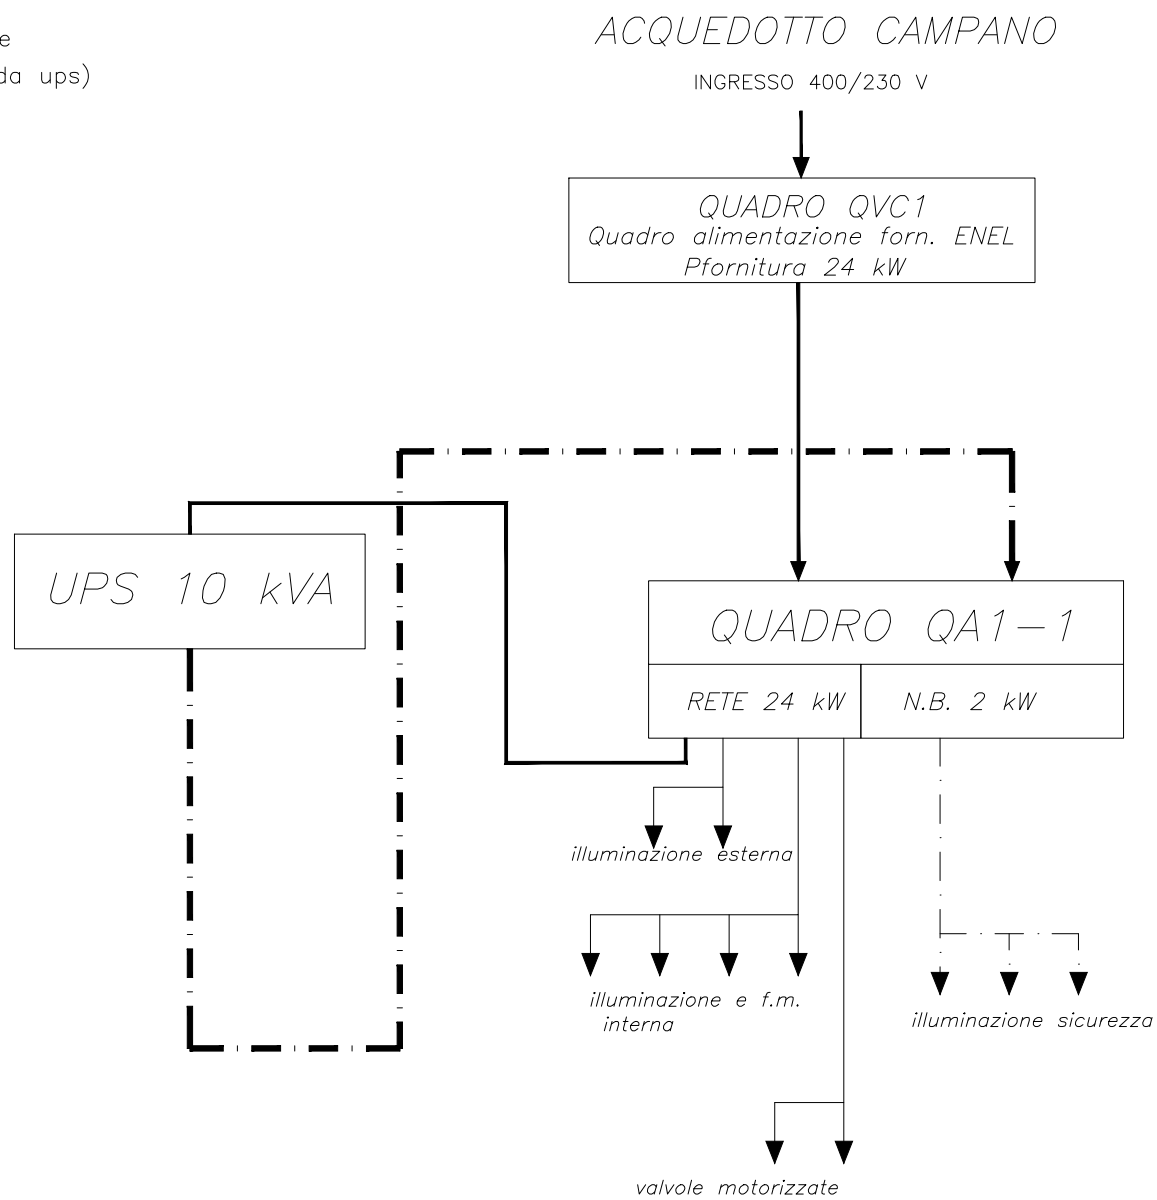 e
da ups)
ACQUEDOTTO CAMPANO
INGRESSO 400/230 V
QUADRO QVC1
Quadro alimentazione forn. ENEL
Pfornitura 24 kW
UPS 10 kVA
QUADRO QA1-1
RETE 24 kW
N.B. 2 kW
illuminazione esterna
illuminazione e f.m.
interna
illuminazione sicurezza
valvole motorizzate